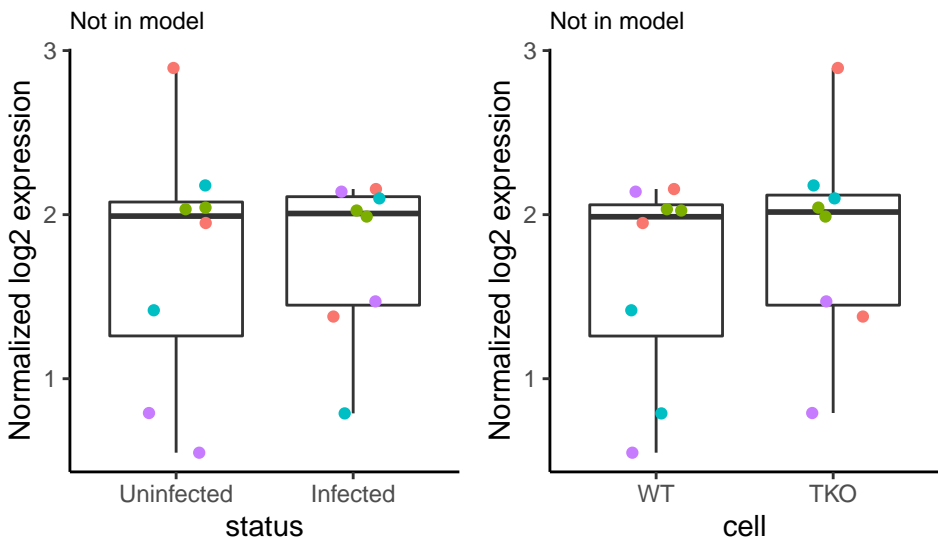 Not in model
Normalized log2 expression
3
2
1
Uninfected
Infected
status
Not in model
Normalized log2 expression
3
2
1
WT
TKO
cell